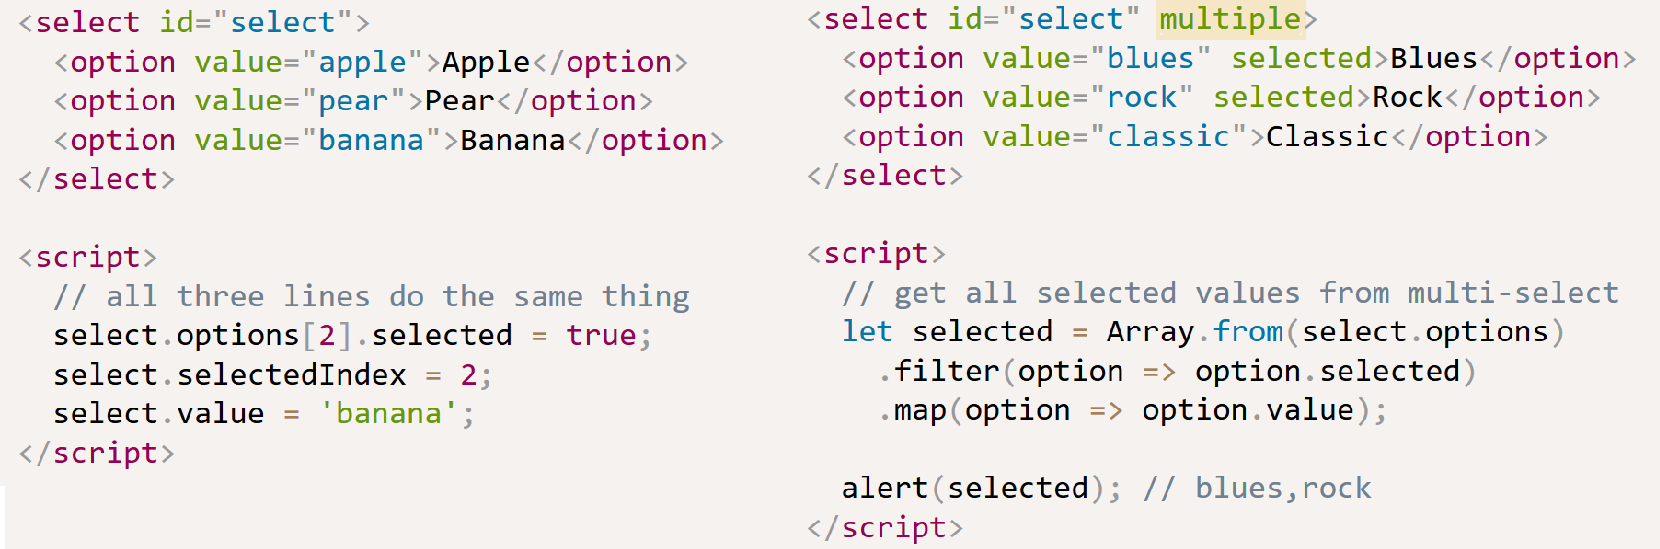 <select id="select">
  <option value="apple">Apple</option>
  <option value="pear">Pear</option>
  <option value="banana">Banana</option>
</select>

<script>
  // all three lines do the same thing
  select.options[2].selected = true;
  select.selectedIndex = 2;
  select.value = 'banana';
</script>

<select id="select" multiple>
  <option value="blues" selected>Blues</option>
  <option value="rock" selected>Rock</option>
  <option value="classic">Classic</option>
</select>

<script>
  // get all selected values from multi-select
  let selected = Array.from(select.options)
    .filter(option => option.selected)
    .map(option => option.value);

  alert(selected); // blues,rock
</script>